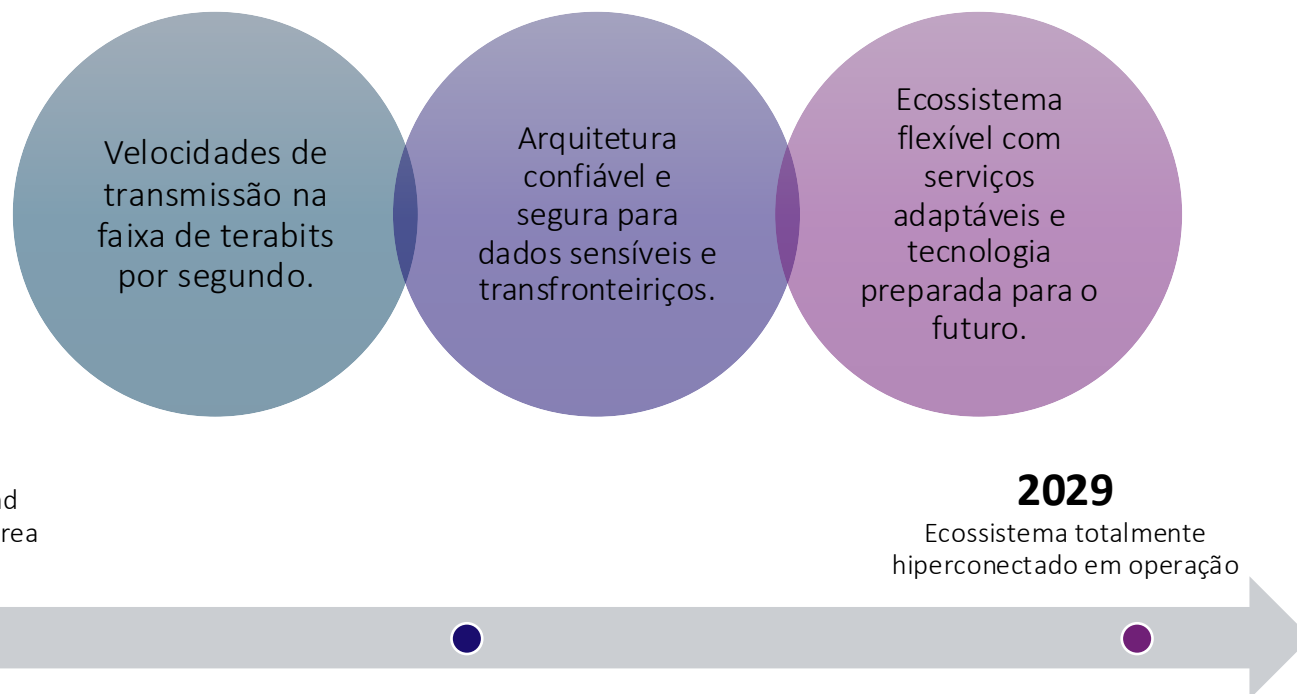 Velocidades de
transmissão na
faixa de terabits
por segundo.
Arquitetura
confiável e
segura para
dados sensíveis e
transfronteiriços.
Ecossistema
flexível com
serviços
adaptáveis e
tecnologia
preparada para o
futuro.
2029
Ecossistema totalmente
hiperconectado em operação